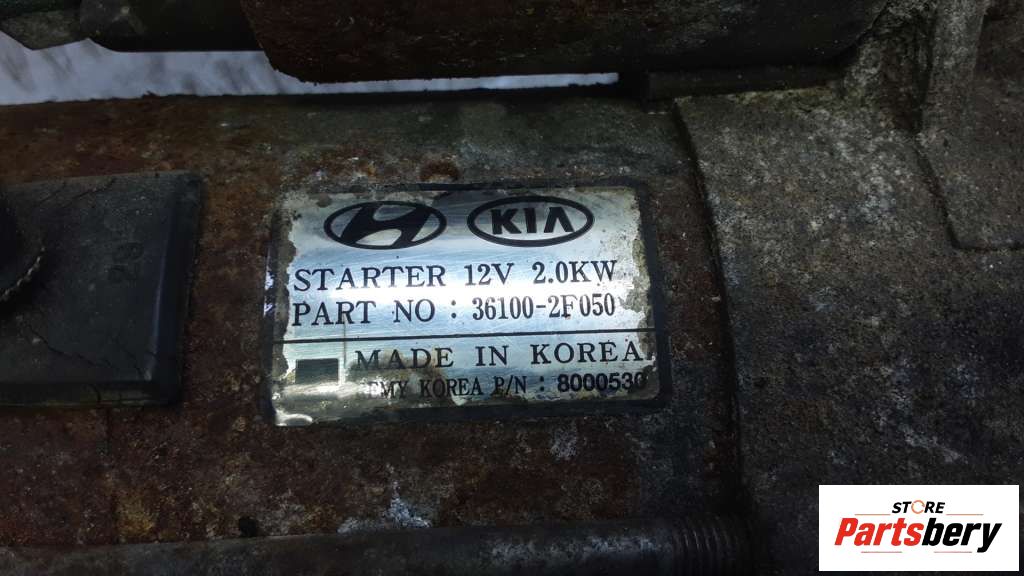 KIA
STARTER 12V 2.0KW
PART NO : 36100-2F050
MADE IN KOREA
KOREA P/N : 8000530
STORE
Partsbery